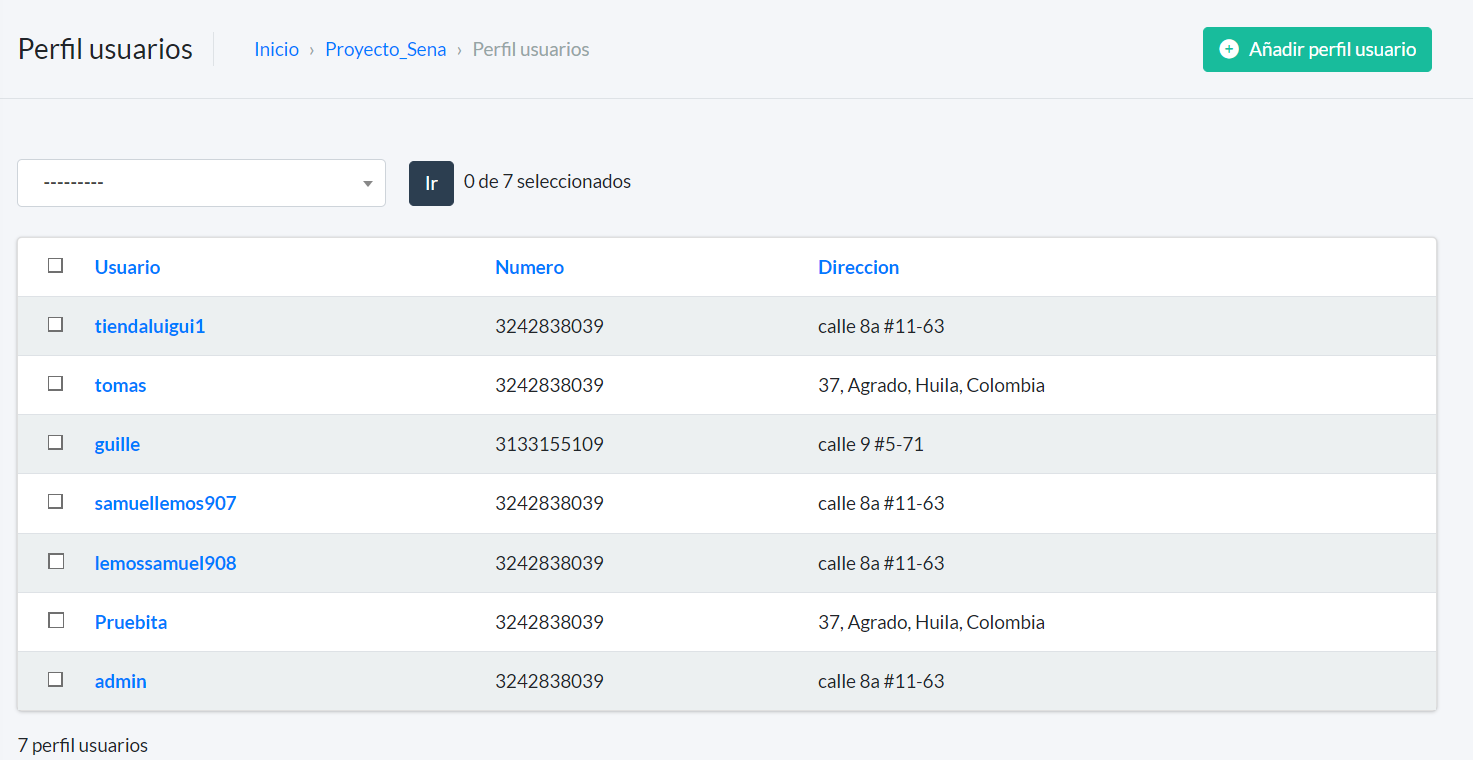 Perfil usuarios
Inicio › Proyecto_Sena › Perfil usuarios
Añadir perfil usuario
---------
Ir
0 de 7 seleccionados
Usuario Numero Direccion
tiendaluigui1 3242838039 calle 8a #11-63
tomas 3242838039 37, Agrado, Huila, Colombia
guille 3133155109 calle 9 #5-71
samuellemos907 3242838039 calle 8a #11-63
lemossamuel908 3242838039 calle 8a #11-63
Pruebita 3242838039 37, Agrado, Huila, Colombia
admin 3242838039 calle 8a #11-63
7 perfil usuarios